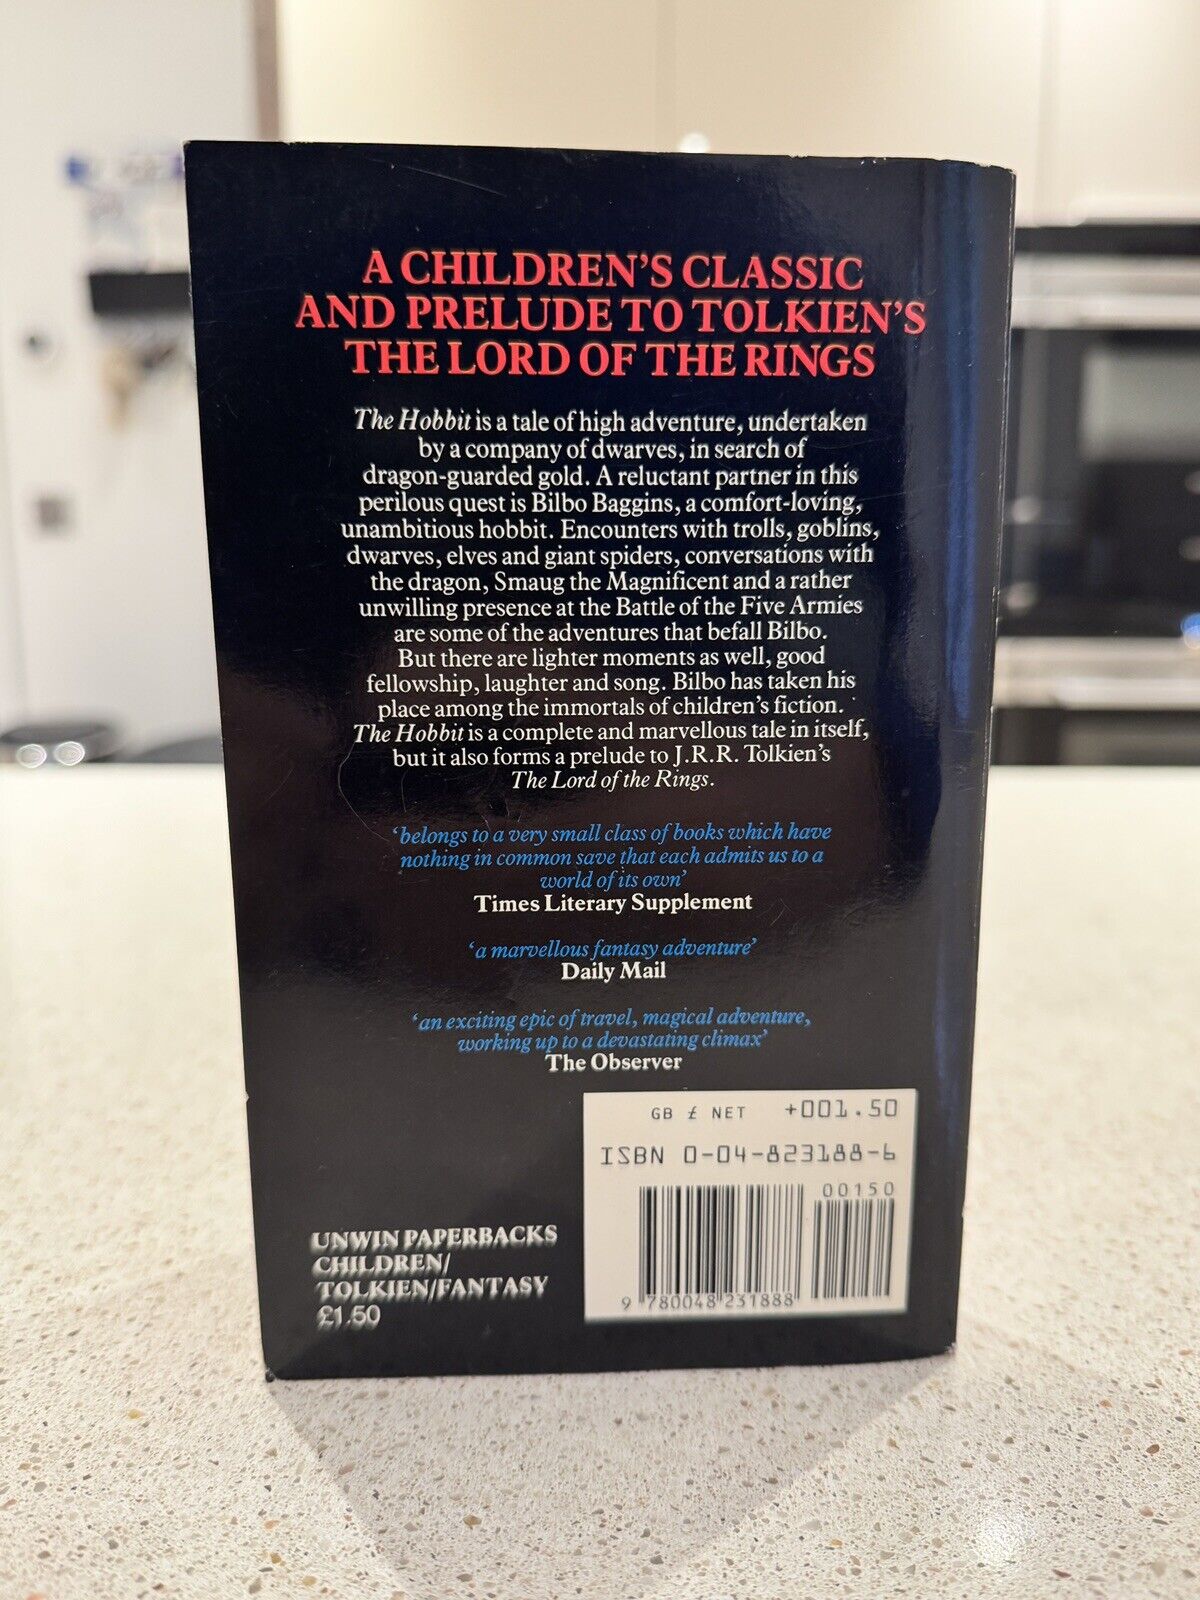 A CHILDREN'S CLASSIC
AND PRELUDE TO TOLKIEN'S
THE LORD OF THE RINGS
The Hobbit is a tale of high adventure, undertaken
by a company of dwarves, in search of
dragon-guarded gold. A reluctant partner in this
perilous quest is Bilbo Baggins, a comfort-loving,
unambitious hobbit. Encounters with trolls, goblins,
dwarves, elves and giant spiders, conversations with
the dragon, Smaug the Magnificent and a rather
unwilling presence at the Battle of the Five Armies
are some of the adventures that befall Bilbo.
But there are lighter moments as well, good
fellowship, laughter and song. Bilbo has taken his
place among the immortals of children's fiction.
The Hobbit is a complete and marvellous tale in itself,
but it also forms a prelude to J.R.R. Tolkien's
The Lord of the Rings.
'belongs to a very small class of books which have
nothing in common save that each admits us to a
world of its own'
Times Literary Supplement
'a marvellous fantasy adventure'
Daily Mail
'an exciting epic of travel, magical adventure,
working up to a devastating climax'
The Observer
GB £ NET +001.50
ISBN 0-04-823188-6
00150
9 780048 231888
UNWIN PAPERBACKS
CHILDREN/
TOLKIEN/FANTASY
£1.50